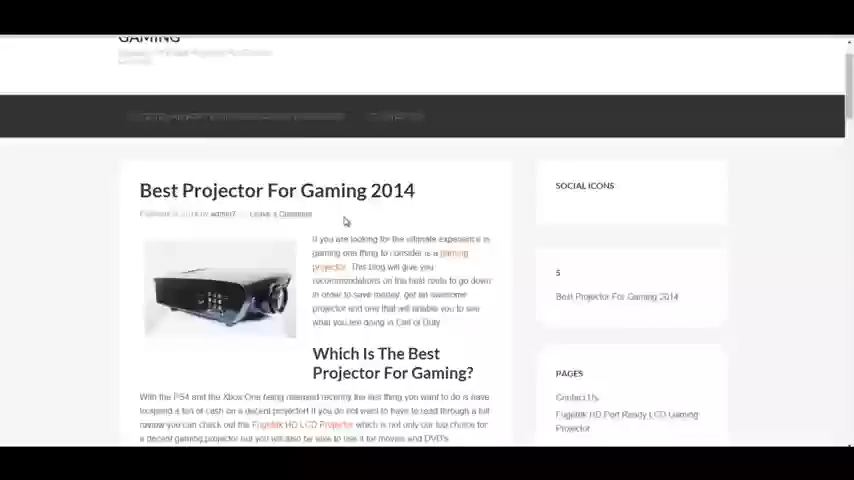 GAMING
by admin7 Leave a Comment
Best Projector For Gaming 2014
If you are looking for the ultimate experience in
gaming one thing to consider is a gaming
projector. This blog will give you
recommendations on the best route to go down
in order to save money, get an awesome
projector and one that will enable you to see
what you are doing in Call of Duty
Which Is The Best
Projector For Gaming?
With the PS4 and the Xbox One being released recently the last thing you want to do is have
to spend a ton of cash on a decent projector! If you do not want to have to read through a full
review you can check out the Fugetek HD LCD Projector which is not only our top choice for
a decent gaming projector but you will also be able to use it for movies and DVD's
SOCIAL ICONS
5
Best Projector For Gaming 2014
PAGES
Contact Us
Fugetek HD Port Ready LCD Gaming
Projector